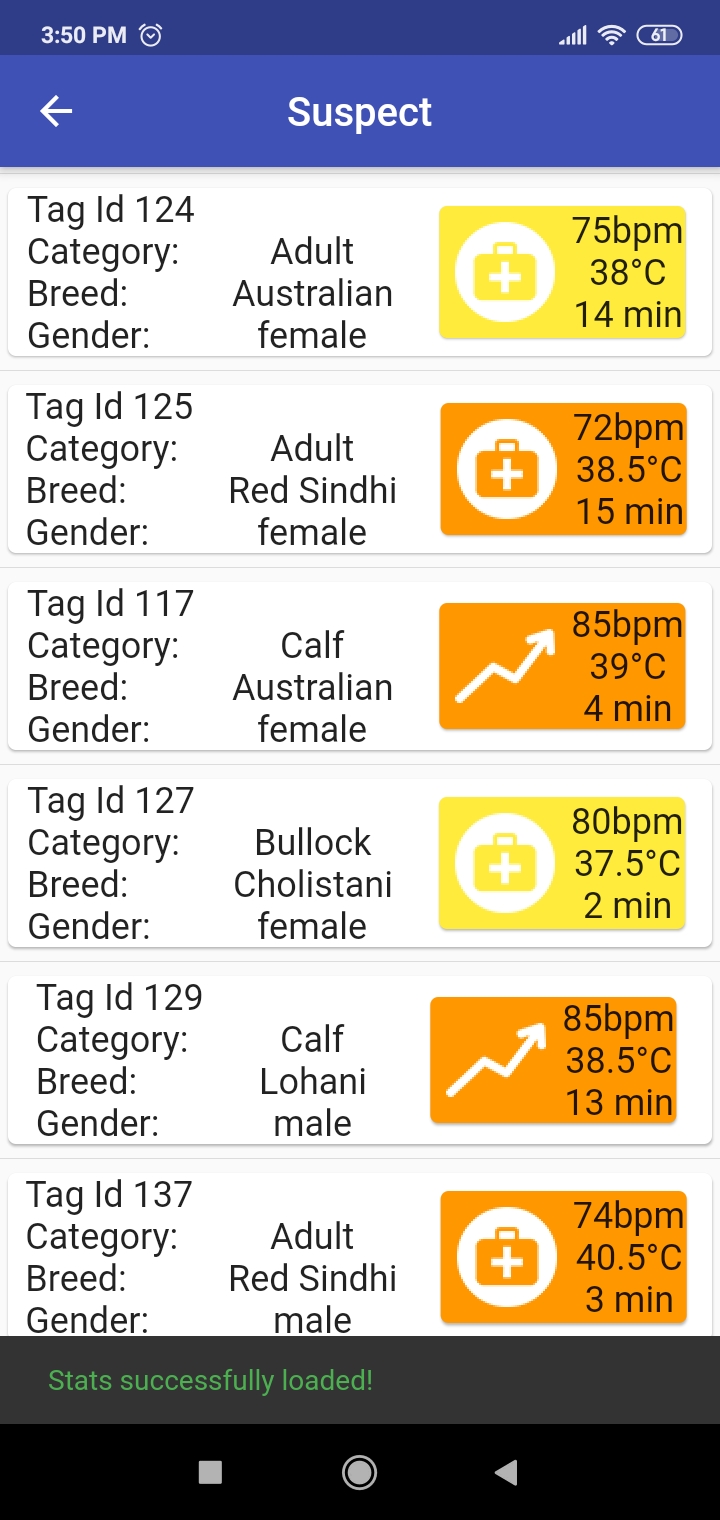 3:50 PM 61
Suspect
Tag Id 124
Category: Adult
Breed: Australian
Gender: female
75bpm
38°C
14 min
Tag Id 125
Category: Adult
Breed: Red Sindhi
Gender: female
72bpm
38.5°C
15 min
Tag Id 117
Category: Calf
Breed: Australian
Gender: female
85bpm
39°C
4 min
Tag Id 127
Category: Bullock
Breed: Cholistani
Gender: female
80bpm
37.5°C
2 min
Tag Id 129
Category: Calf
Breed: Lohani
Gender: male
85bpm
38.5°C
13 min
Tag Id 137
Category: Adult
Breed: Red Sindhi
Gender: male
74bpm
40.5°C
3 min
Stats successfully loaded!